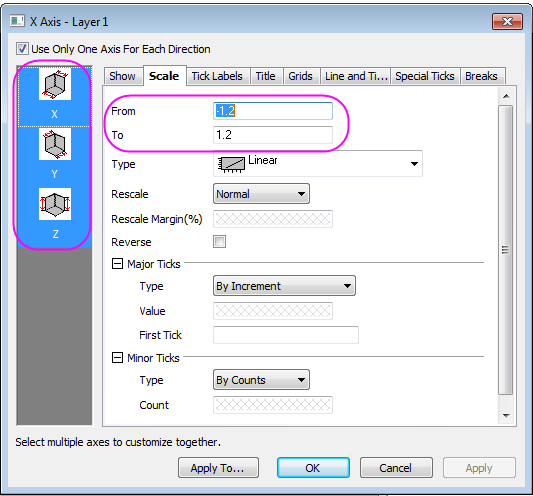 X Axis - Layer1
Use Only One Axis For Each Direction
X
Y
Z
Show Scale Tick Labels Title Grids Line and Ti... Special Ticks Breaks
From -1.2
To 1.2
Type Linear
Rescale Normal
Rescale Margin(%)
Reverse
Major Ticks
Type By Increment
Value
First Tick
Minor Ticks
Type By Counts
Count
Select multiple axes to customize together.
Apply To... OK Cancel Apply